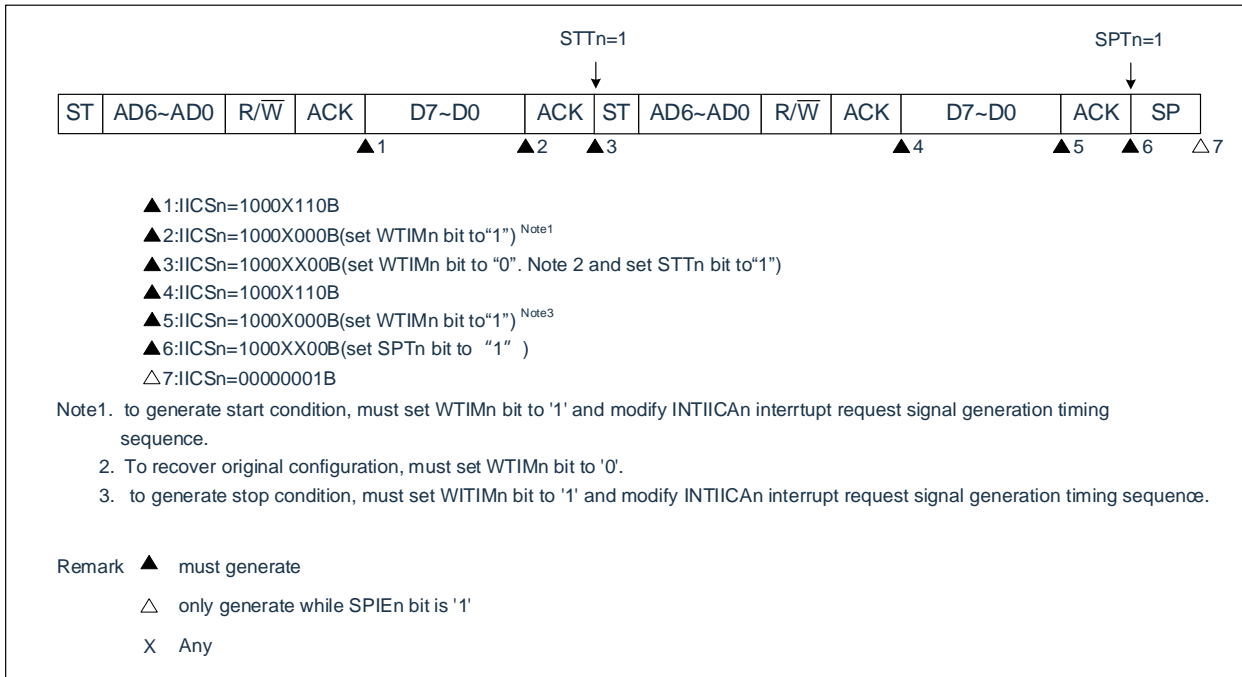 STTn=1 SPTn=1
ST AD6~AD0 R/W̅ ACK D7~D0 ACK ST AD6~AD0 R/W̅ ACK D7~D0 ACK SP
▲1 ▲2 ▲3 ▲4 ▲5 ▲6 △7
▲1:IICSn=1000X110B
▲2:IICSn=1000X000B(set WTIMn bit to“1”) Note1
▲3:IICSn=1000XX00B(set WTIMn bit to “0”. Note 2 and set STTn bit to“1”)
▲4:IICSn=1000X110B
▲5:IICSn=1000X000B(set WTIMn bit to“1”) Note3
▲6:IICSn=1000XX00B(set SPTn bit to “1” )
△7:IICSn=00000001B
Note1. to generate start condition, must set WTIMn bit to '1' and modify INTIICAn interrtupt request signal generation timing
sequence.
2. To recover original configuration, must set WTIMn bit to '0'.
3. to generate stop condition, must set WITIMn bit to '1' and modify INTIICAn interrupt request signal generation timing sequence.
Remark ▲ must generate
△ only generate while SPIEn bit is '1'
X Any